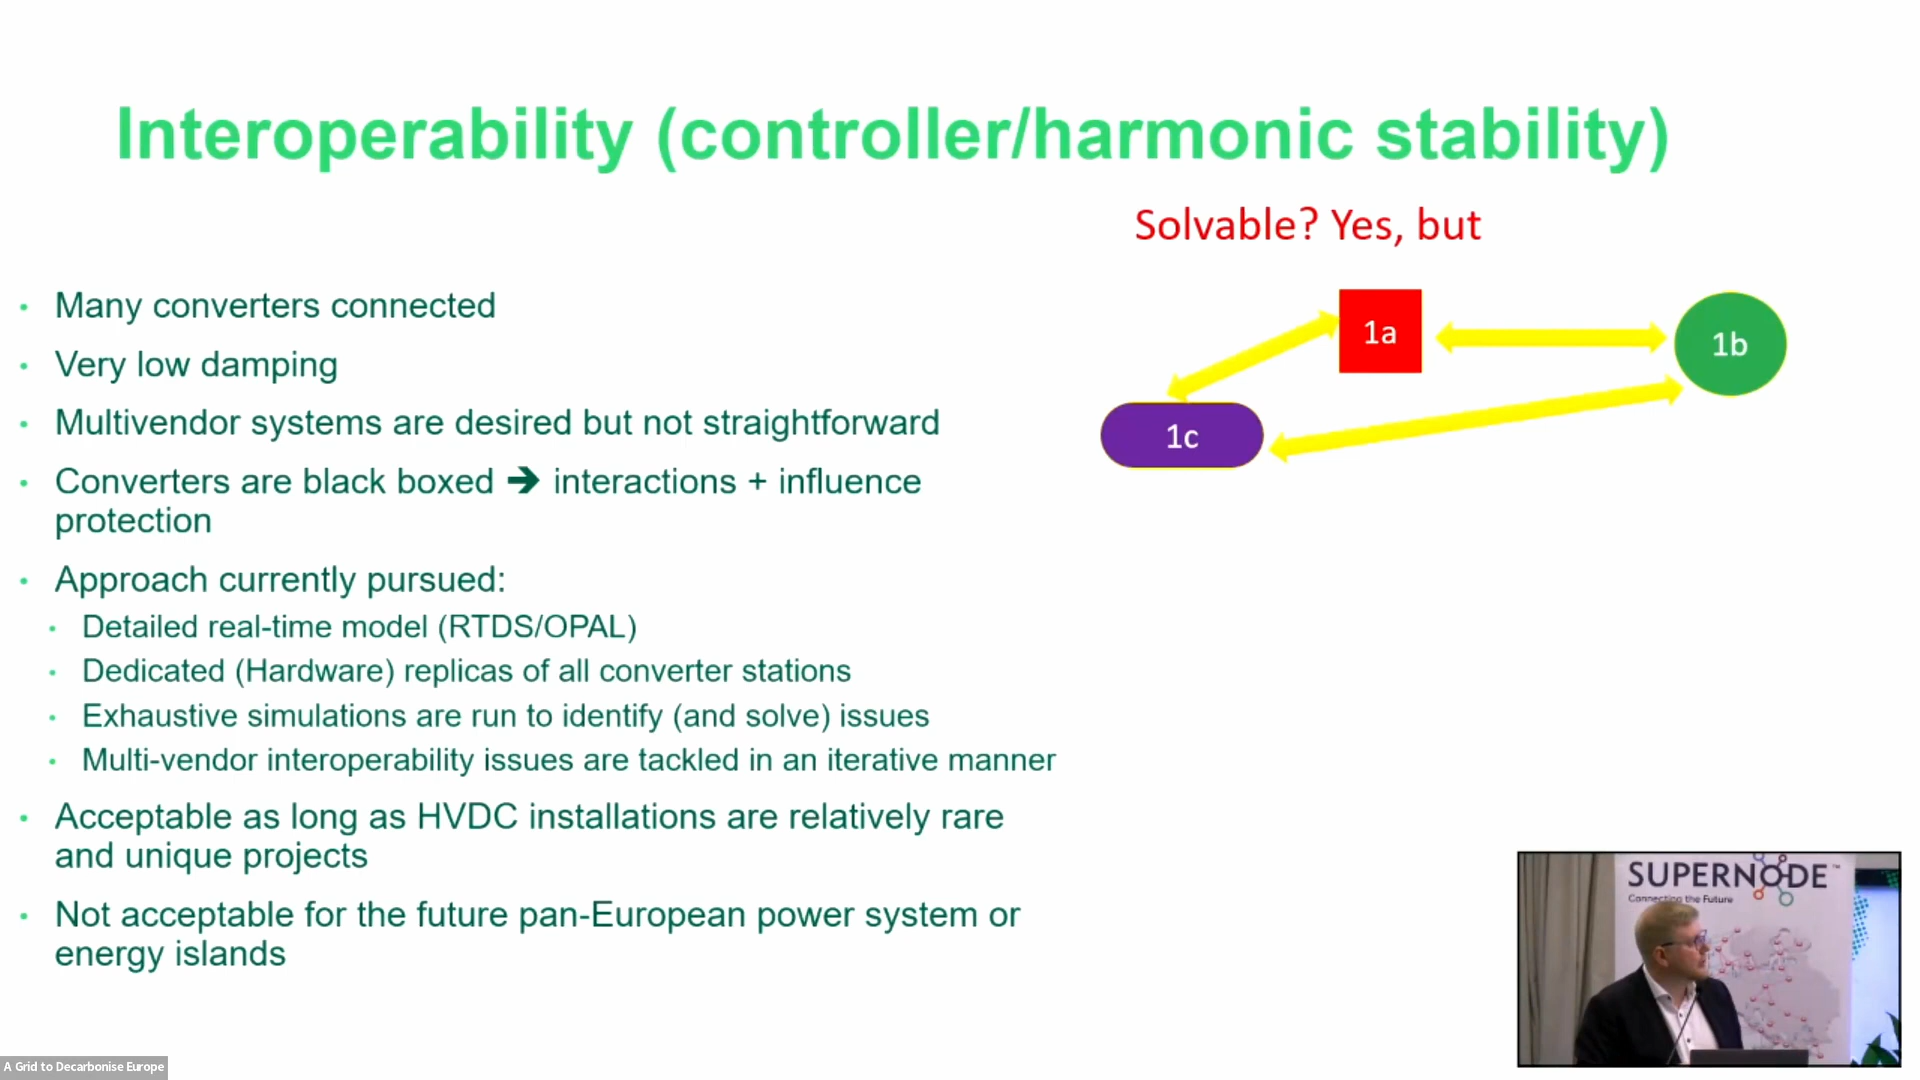 Interoperability (controller/harmonic stability)
Solvable? Yes, but
1a
1b
1c
• Many converters connected
• Very low damping
• Multivendor systems are desired but not straightforward
• Converters are black boxed ➔ interactions + influence
protection
• Approach currently pursued:
• Detailed real-time model (RTDS/OPAL)
• Dedicated (Hardware) replicas of all converter stations
• Exhaustive simulations are run to identify (and solve) issues
• Multi-vendor interoperability issues are tackled in an iterative manner
• Acceptable as long as HVDC installations are relatively rare
and unique projects
• Not acceptable for the future pan-European power system or
energy islands
SUPERNODE™
Connecting the Future
A Grid to Decarbonise Europe